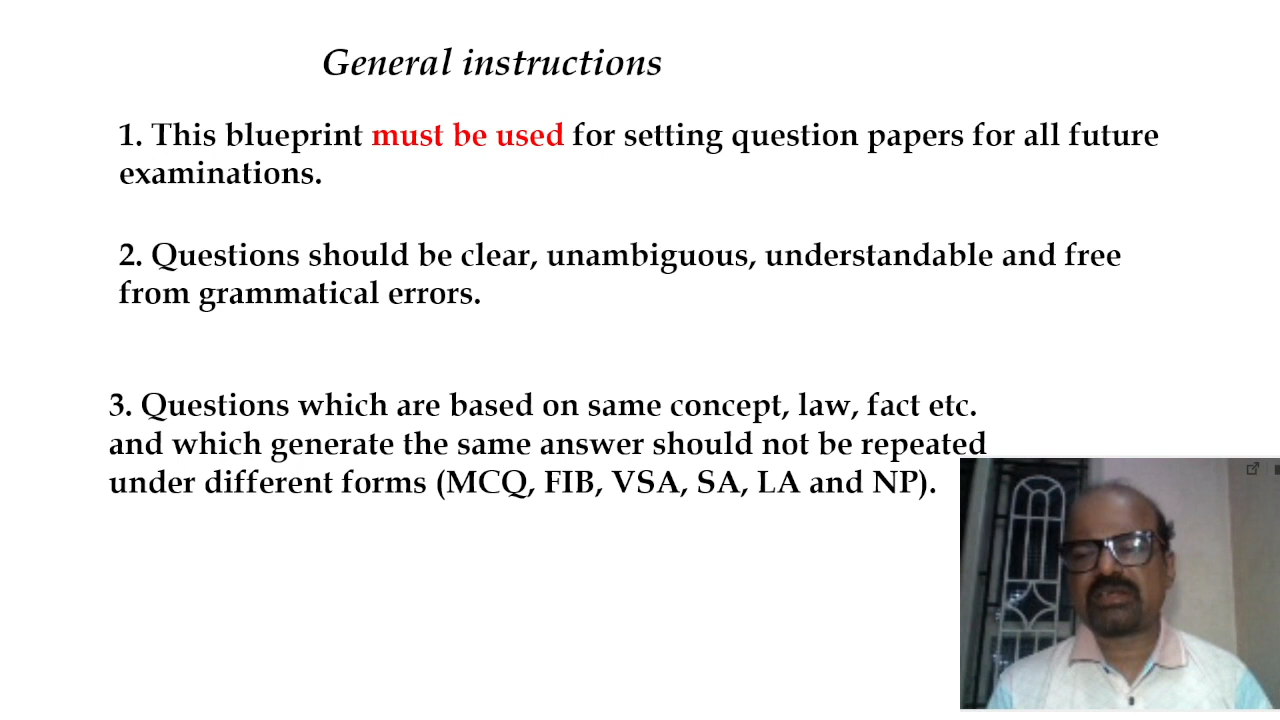 General instructions
1. This blueprint must be used for setting question papers for all future
examinations.
2. Questions should be clear, unambiguous, understandable and free
from grammatical errors.
3. Questions which are based on same concept, law, fact etc.
and which generate the same answer should not be repeated
under different forms (MCQ, FIB, VSA, SA, LA and NP).